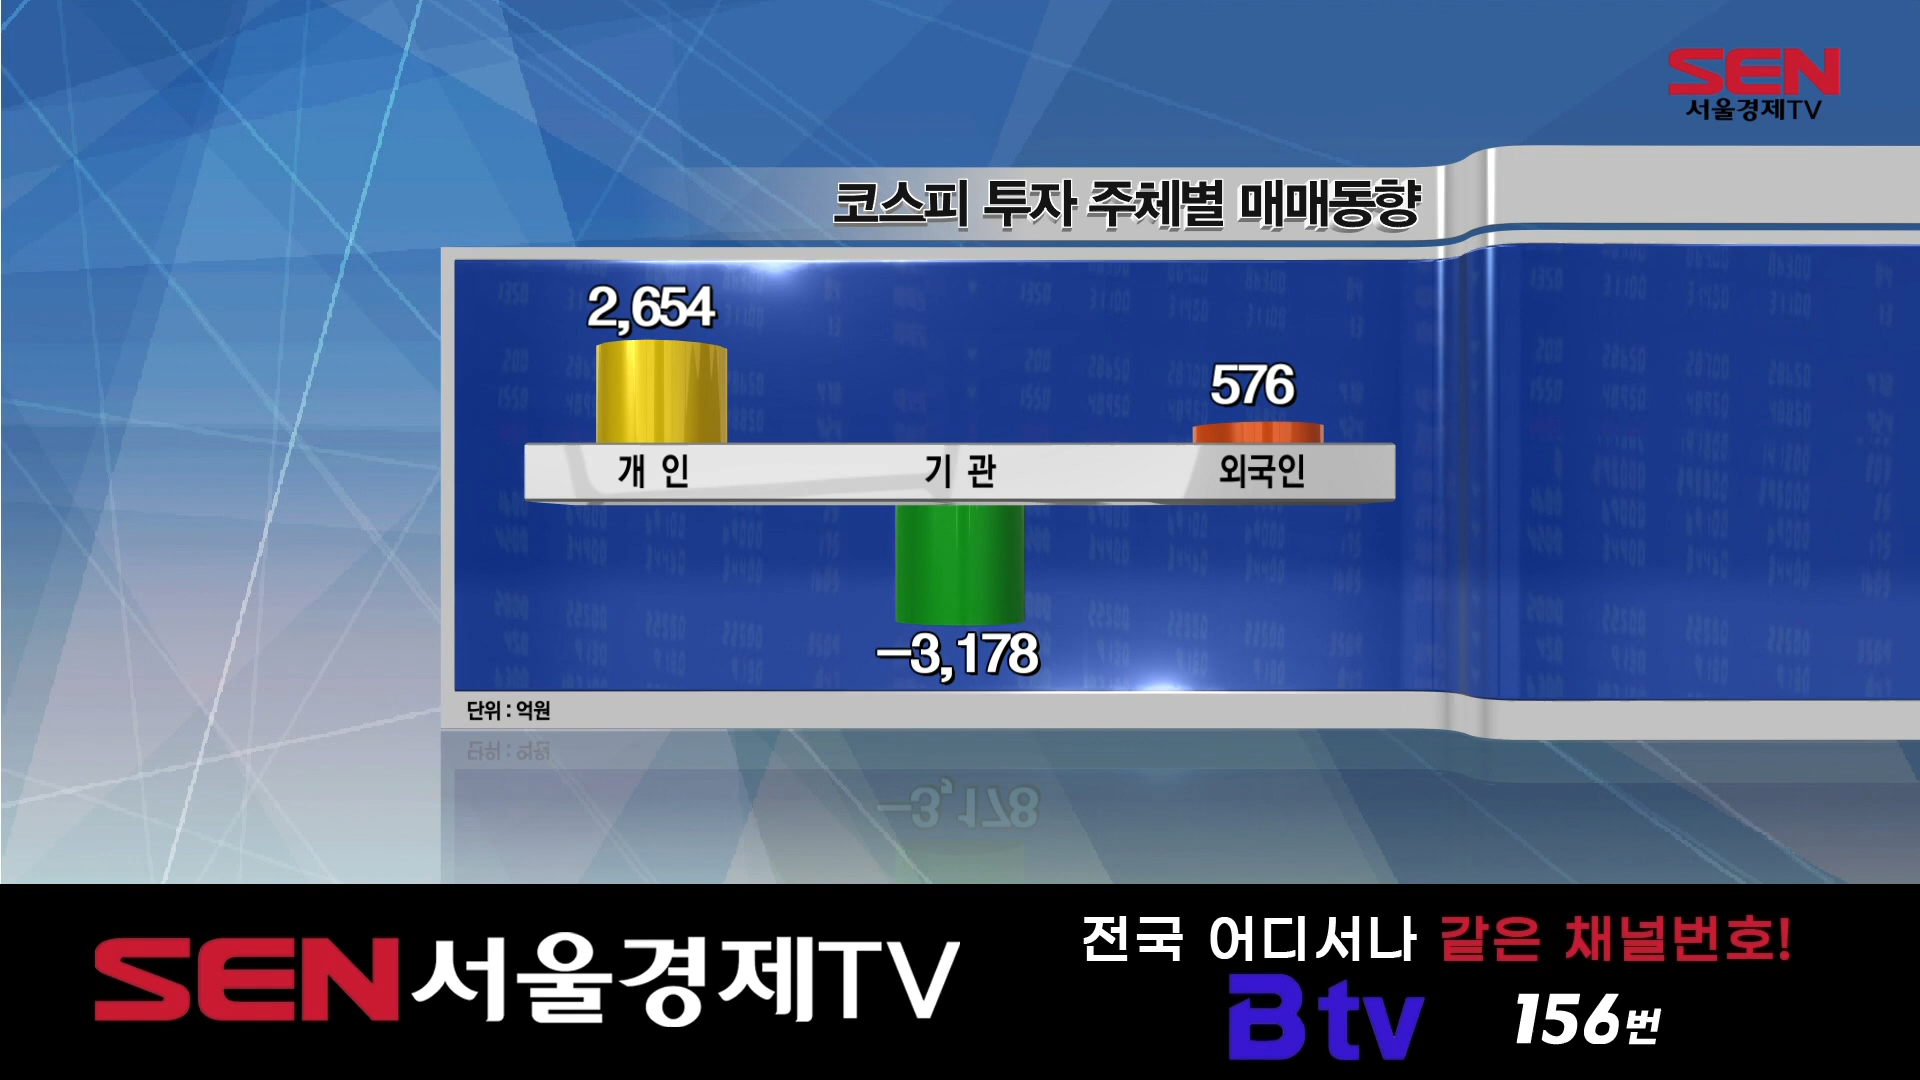 SEN
서울경제TV
코스피 투자 주체별 매매동향
2,654
576
개 인 기 관 외국인
-3,178
단위 : 억원
SEN서울경제TV
전국 어디서나 같은 채널번호!
B tv 156번